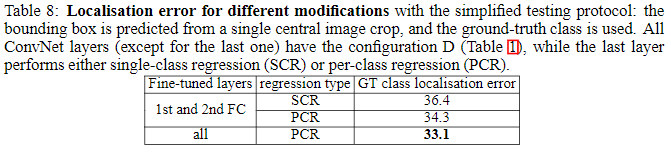 Table 8: Localisation error for different modifications with the simplified testing protocol: the
bounding box is predicted from a single central image crop, and the ground-truth class is used. All
ConvNet layers (except for the last one) have the configuration D (Table 1), while the last layer
performs either single-class regression (SCR) or per-class regression (PCR).
Fine-tuned layers regression type GT class localisation error
1st and 2nd FC SCR 36.4
PCR 34.3
all PCR 33.1